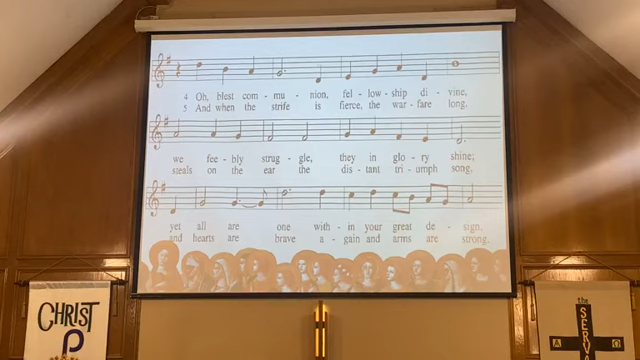 4 Oh, blest com - mu - nion, fel - low - ship di - vine,
5 And when the strife is fierce, the war - fare long.
we fee - bly strug - gle, they in glo - ry shine;
steals on the ear the dis - tant tri - umph song,
yet all are one with - in your great de - sign.
and hearts are brave a - gain and arms are strong.
CHRIST
P
the
SERVA
A O